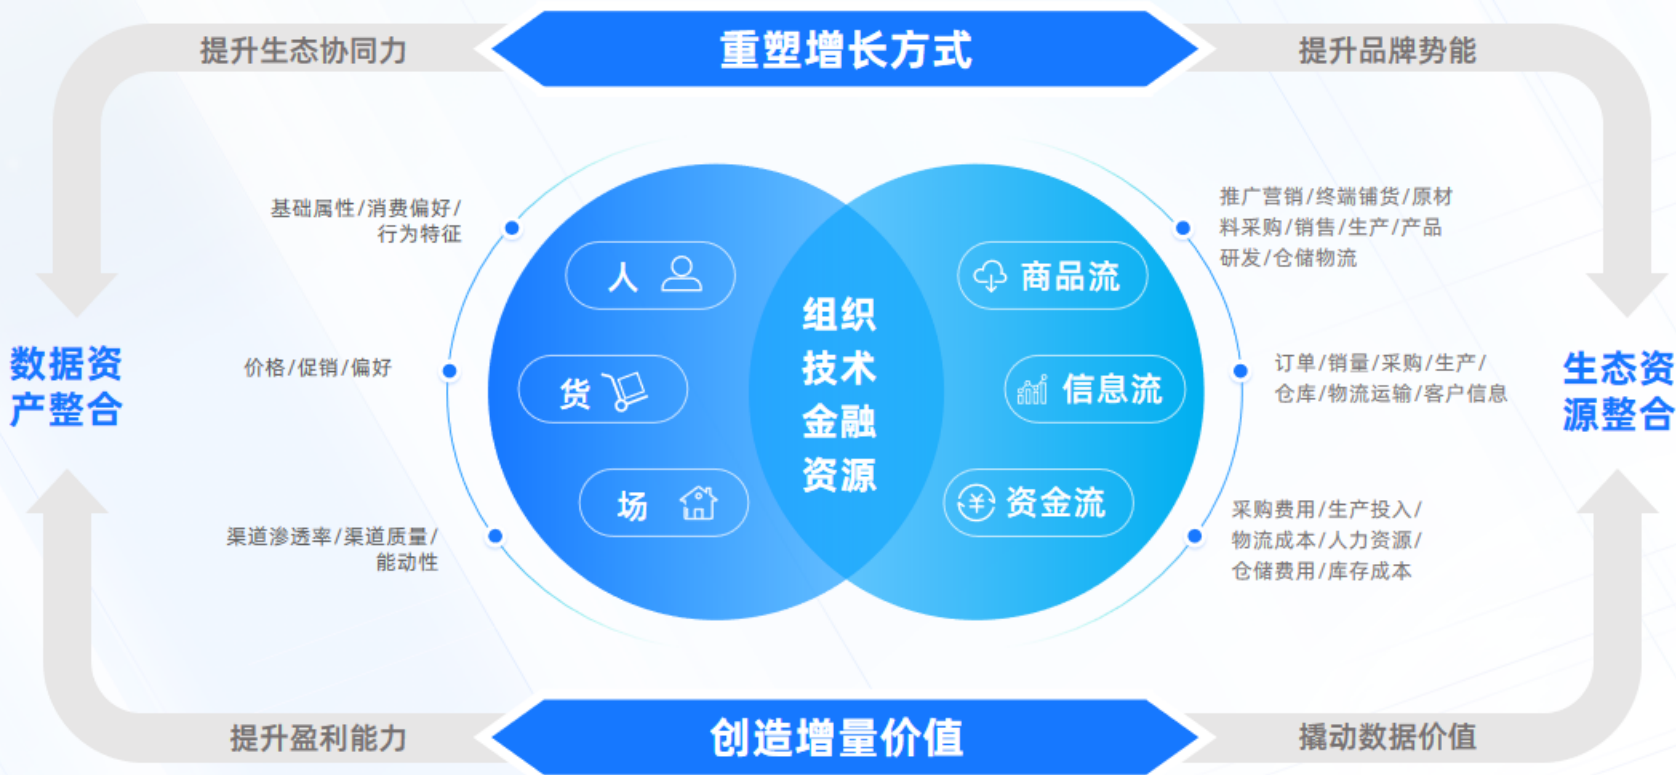 提升生态协同力
重塑增长方式
提升品牌势能
基础属性/消费偏好/
行为特征
人
商品流
推广营销/终端铺货/原材
料采购/销售/生产/产品
研发/仓储物流
数据资
产整合
价格/促销/偏好
货
组织
技术
金融
资源
信息流
订单/销量/采购/生产/
仓库/物流运输/客户信息
生态资
源整合
渠道渗透率/渠道质量/
能动性
场
资金流
采购费用/生产投入/
物流成本/人力资源/
仓储费用/库存成本
提升盈利能力
创造增量价值
撬动数据价值